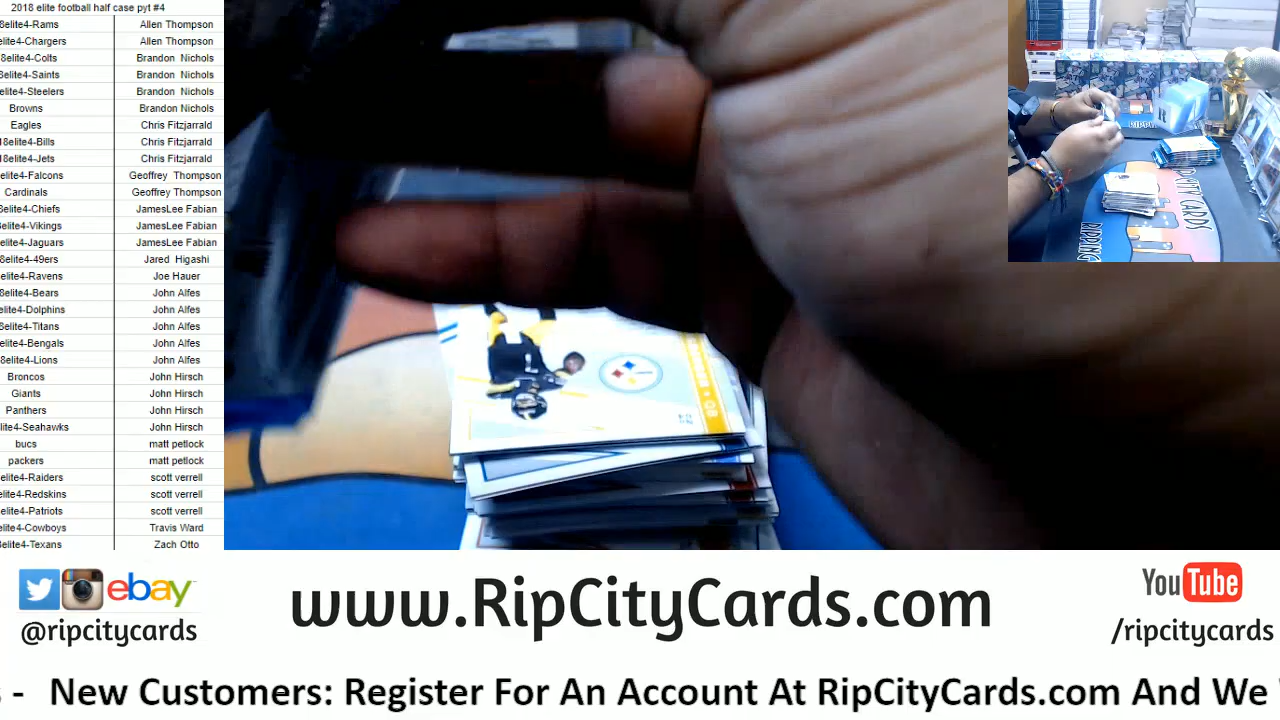 2018 elite football half case pyt #4
8elite4-Rams Allen Thompson
elite4-Chargers Allen Thompson
8elite4-Colts Brandon Nichols
elite4-Saints Brandon Nichols
elite4-Steelers Brandon Nichols
Browns Brandon Nichols
Eagles Chris Fitzjarrald
18elite4-Bills Chris Fitzjarrald
18elite4-Jets Chris Fitzjarrald
elite4-Falcons Geoffrey Thompson
Cardinals Geoffrey Thompson
8elite4-Chiefs JamesLee Fabian
elite4-Vikings JamesLee Fabian
elite4-Jaguars JamesLee Fabian
8elite4-49ers Jared Higashi
elite4-Ravens Joe Hauer
8elite4-Bears John Alfes
elite4-Dolphins John Alfes
8elite4-Titans John Alfes
elite4-Bengals John Alfes
8elite4-Lions John Alfes
Broncos John Hirsch
Giants John Hirsch
Panthers John Hirsch
lite4-Seahawks John Hirsch
bucs matt petlock
packers matt petlock
elite4-Raiders scott verrell
elite4-Redskins scott verrell
elite4-Patriots scott verrell
elite4-Cowboys Travis Ward
elite4-Texans Zach Otto
ebay
@ripcitycards
www.RipCityCards.com
YouTube
/ripcitycards
s - New Customers: Register For An Account At RipCityCards.com And We